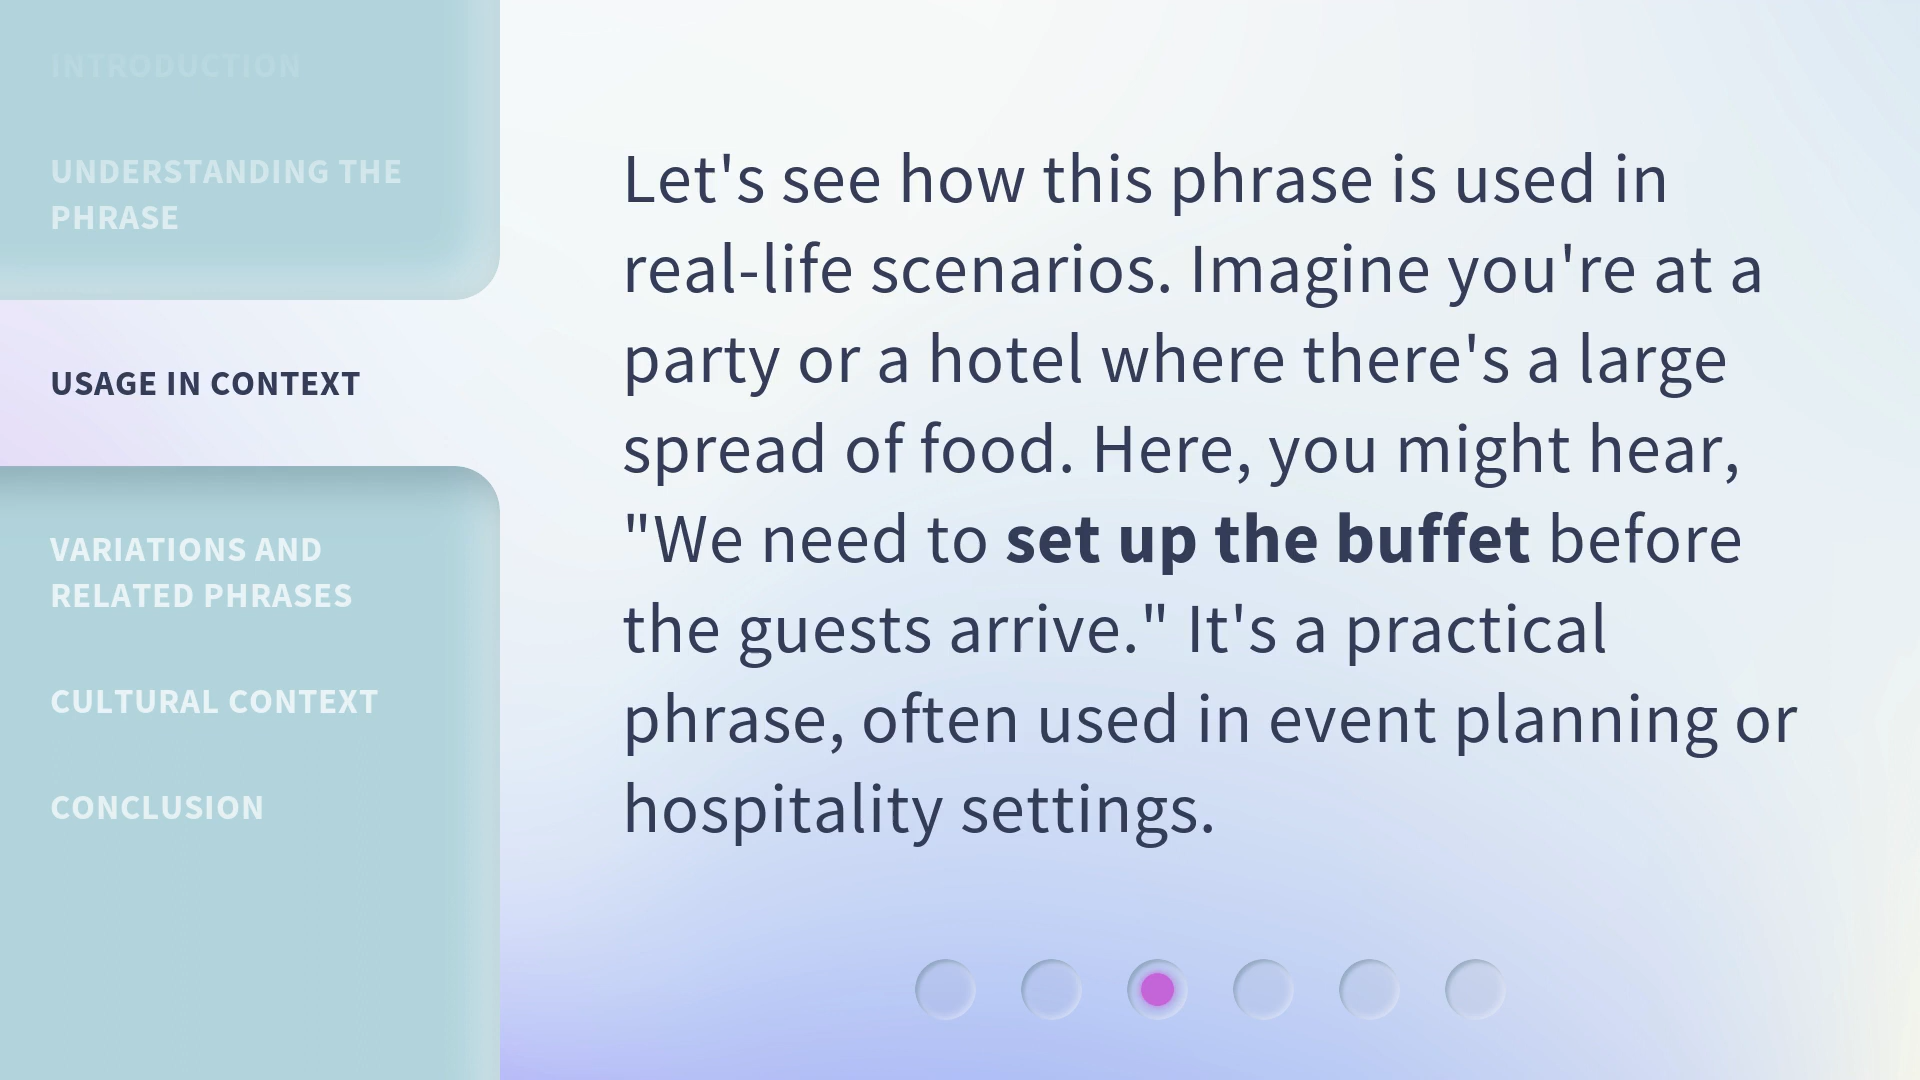 INTRODUCTION
UNDERSTANDING THE
PHRASE
USAGE IN CONTEXT
VARIATIONS AND
RELATED PHRASES
CULTURAL CONTEXT
CONCLUSION
Let's see how this phrase is used in
real-life scenarios. Imagine you're at a
party or a hotel where there's a large
spread of food. Here, you might hear,
"We need to set up the buffet before
the guests arrive." It's a practical
phrase, often used in event planning or
hospitality settings.